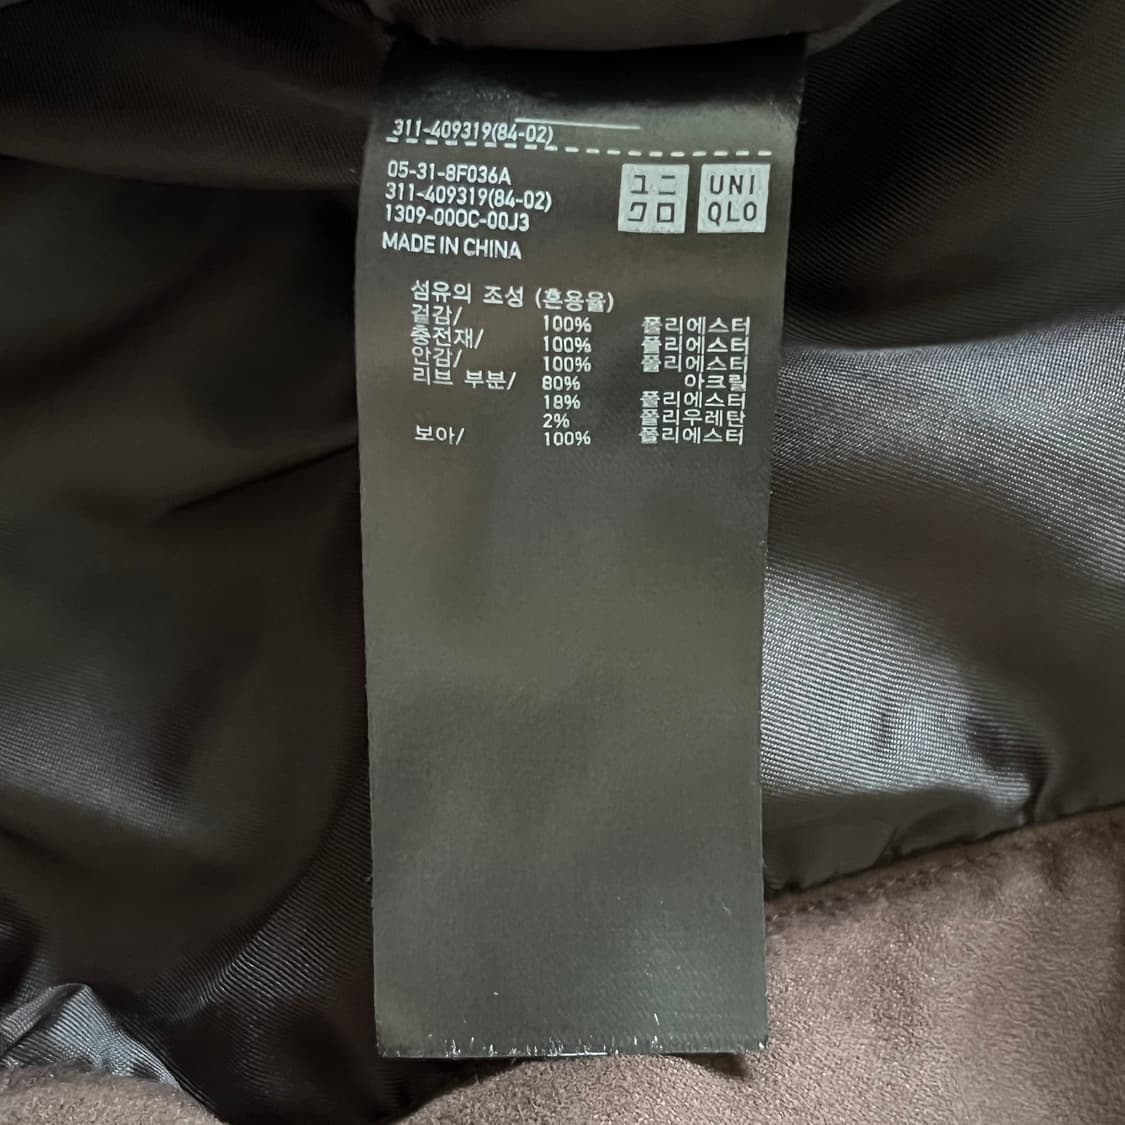 311-409319(84-02)
05-31-8F036A
311-409319(84-02)
1309-000C-00J3
MADE IN CHINA
ユニ
クロ
UNI
QLO
섬유의 조성 (혼용율)
겉감/ 100% 폴리에스터
충전재/ 100% 폴리에스터
안감/ 100% 폴리에스터
리브 부분/ 80% 아크릴
18% 폴리에스터
2% 폴리우레탄
보아/ 100% 폴리에스터